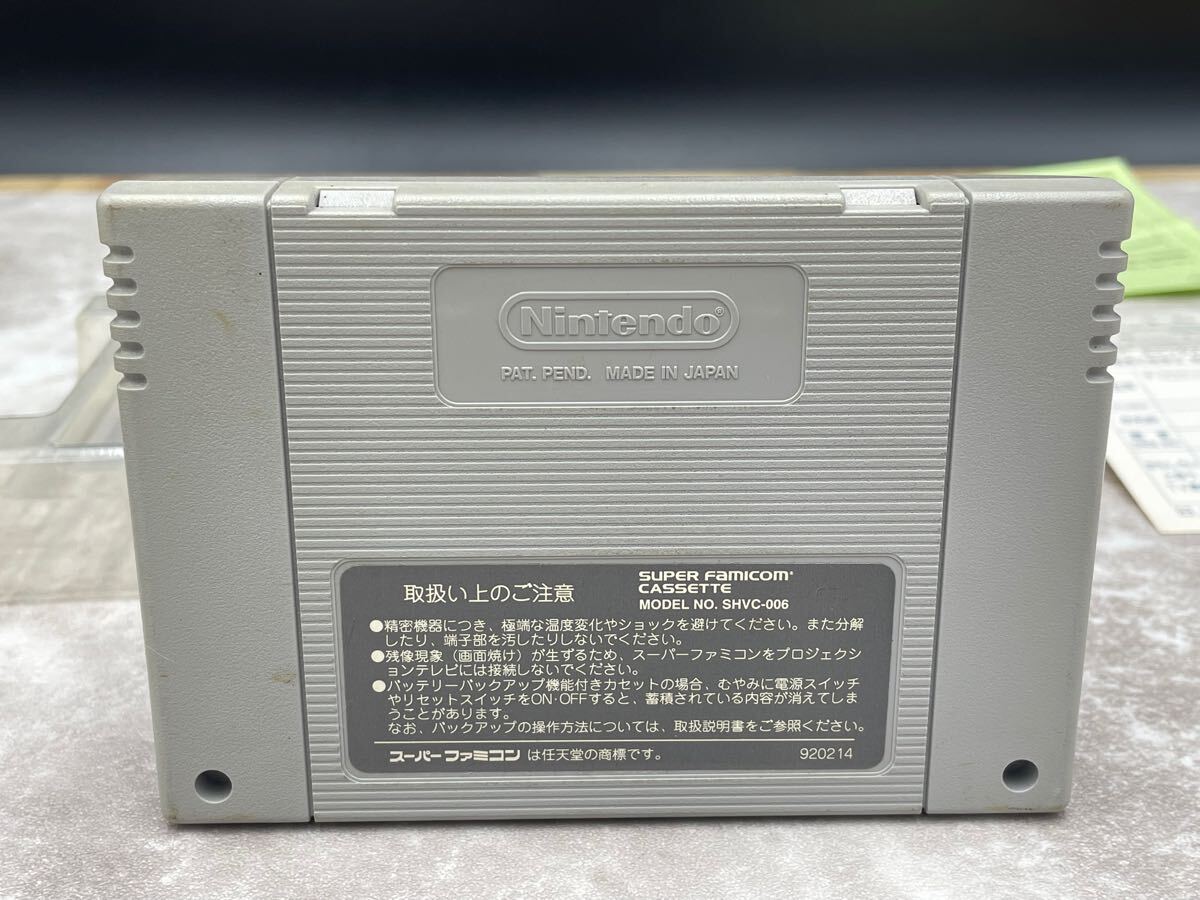 Nintendo®
PAT. PEND. MADE IN JAPAN
取扱い上のご注意
SUPER FAMICOM
CASSETTE
MODEL NO. SHVC-006
●精密機器につき、極端な温度変化やショックを避けてください。また分解
したり、端子部を汚したりしないでください。
●残像現象(画面焼け)が生ずるため、スーパーファミコンをプロジェクシ
ョンテレビには接続しないでください。
●バッテリーバックアップ機能付きカセットの場合、むやみに電源スイッチ
やリセットスイッチをON·OFFすると、蓄積されている内容が消えてしま
うことがあります。
なお、バックアップの操作方法については、取扱説明書をご参照ください。
スーパーファミコン は任天堂の商標です。
920214